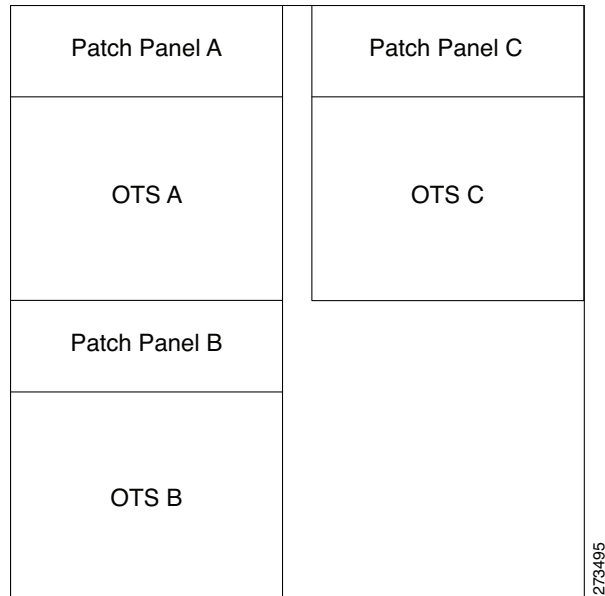 Patch Panel A
Patch Panel C
OTS A
OTS C
Patch Panel B
OTS B
273495